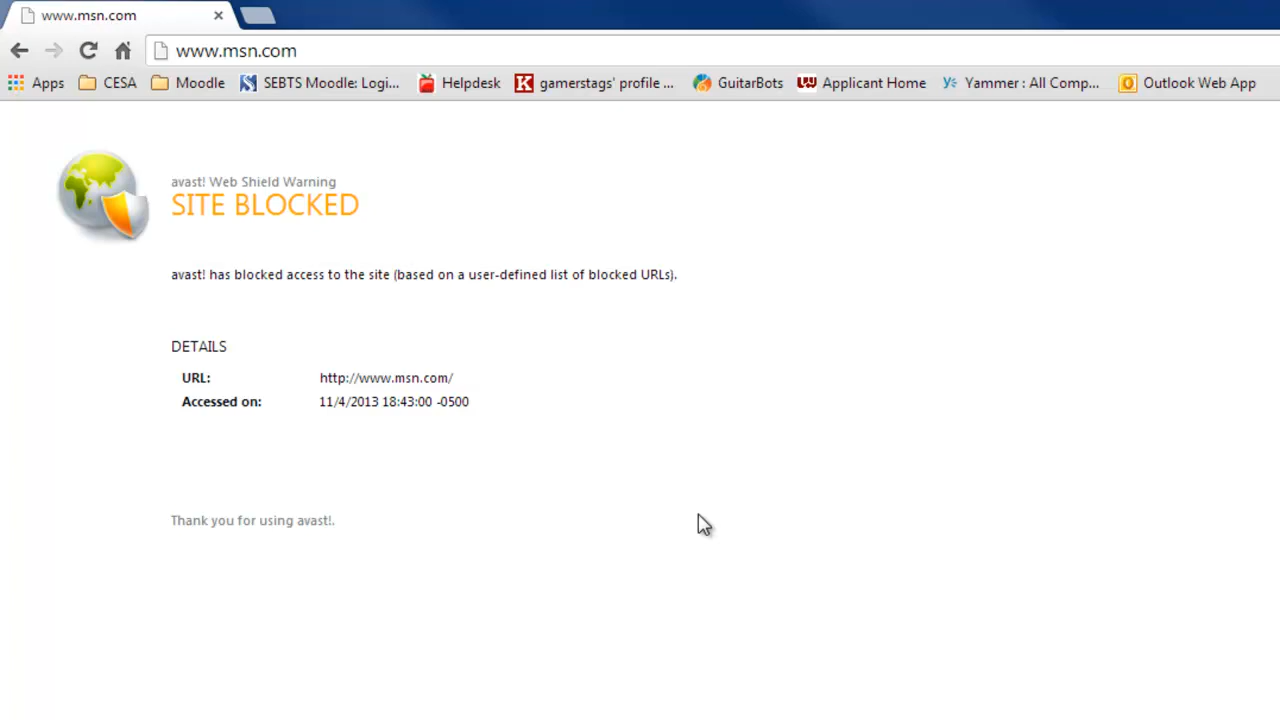 www.msn.com
www.msn.com
Apps CESA Moodle SEBTS Moodle: Logi... Helpdesk gamerstags' profile ... GuitarBots Applicant Home Yammer : All Comp... Outlook Web App
avast! Web Shield Warning
SITE BLOCKED
avast! has blocked access to the site (based on a user-defined list of blocked URLs).
DETAILS
URL: http://www.msn.com/
Accessed on: 11/4/2013 18:43:00 -0500
Thank you for using avast!.